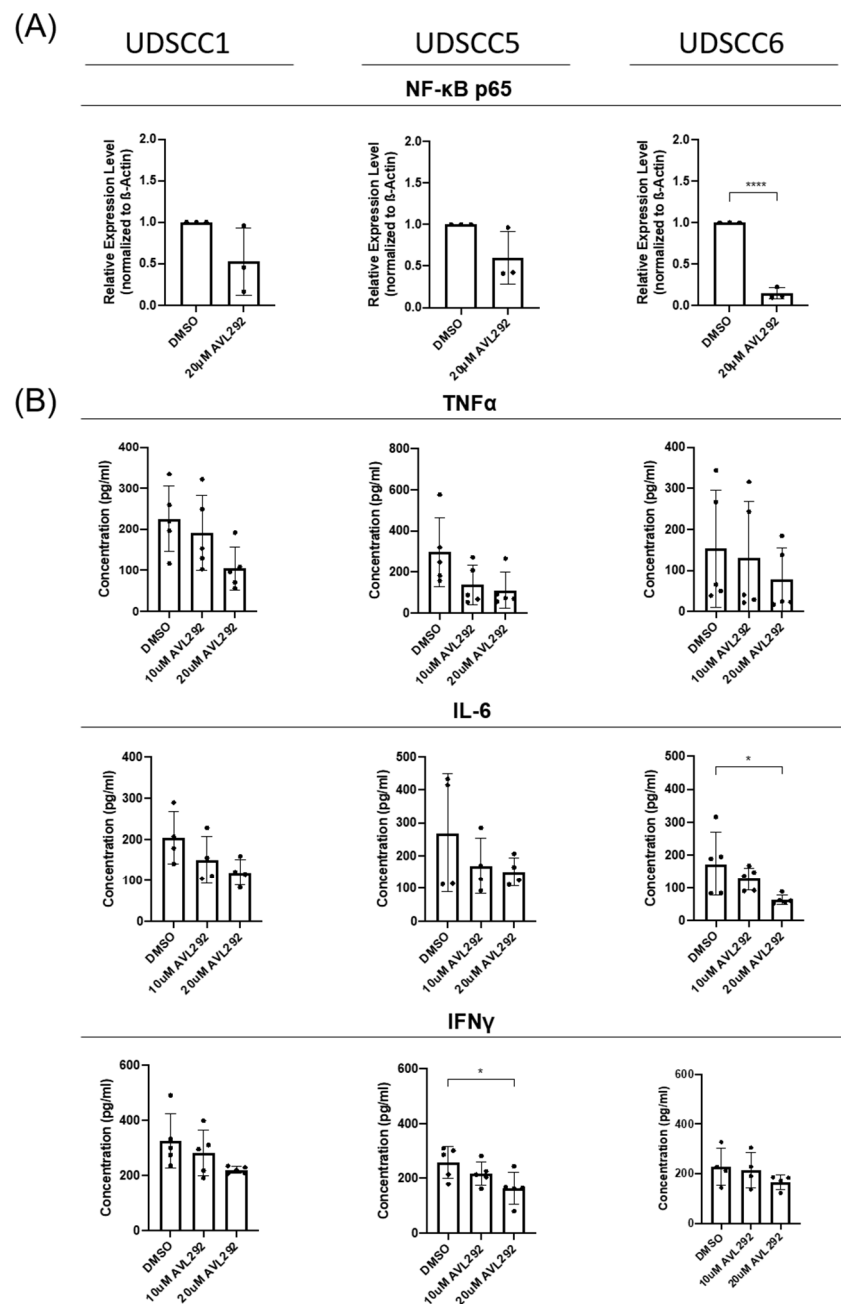 (A)
UDSCC1 UDSCC5 UDSCC6
NF-κB p65
Relative Expression Level
(normalized to ß-Actin)
2.0
1.5
1.0
0.5
0.0
DMSO
20µM AVL292
Relative Expression Level
(normalized to ß-Actin)
2.0
1.5
1.0
0.5
0.0
DMSO
20µM AVL292
Relative Expression Level
(normalized to ß-Actin)
2.0
1.5
1.0
0.5
0.0
****
DMSO
20µM AVL292
(B)
TNFα
Concentration (pg/ml)
400
300
200
100
0
DMSO
10uM AVL292
20uM AVL292
Concentration (pg/ml)
800
600
400
200
0
DMSO
10uM AVL292
20uM AVL292
Concentration (pg/ml)
400
300
200
100
0
DMSO
10uM AVL292
20uM AVL292
IL-6
Concentration (pg/ml)
400
300
200
100
0
DMSO
10uM AVL292
20uM AVL292
Concentration (pg/ml)
500
400
300
200
100
0
DMSO
10uM AVL292
20uM AVL292
Concentration (pg/ml)
500
400
300
200
100
0
*
DMSO
10uM AVL292
20uM AVL292
IFNγ
Concentration (pg/ml)
600
400
200
0
DMSO
10uM AVL292
20uM AVL292
Concentration (pg/ml)
600
400
200
0
*
DMSO
10uM AVL292
20uM AVL292
Concentration (pg/ml)
600
400
200
0
DMSO
10uM AVL292
20uM AVL292